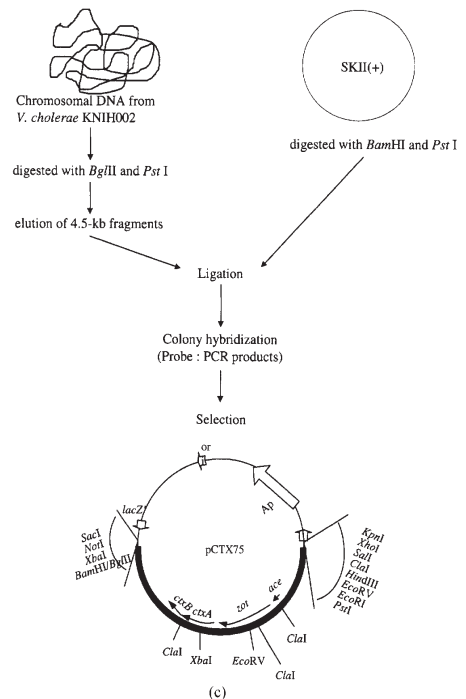 SKII(+)
Chromosomal DNA from
V. cholerae KNIH002
digested with BamHI and Pst I
digested with BglII and Pst I
elution of 4.5-kb fragments
Ligation
Colony hybridization
(Probe : PCR products)
Selection
or
Ap
lacZ'
pCTX75
SacI
NotI
XbaI
BamHI/BglII
KpnI
XhoI
SalI
ClaI
HindIII
EcoRV
EcoRI
PstI
ctxB ctxA
zot
ace
ClaI
XbaI
EcoRV
ClaI
ClaI
(c)